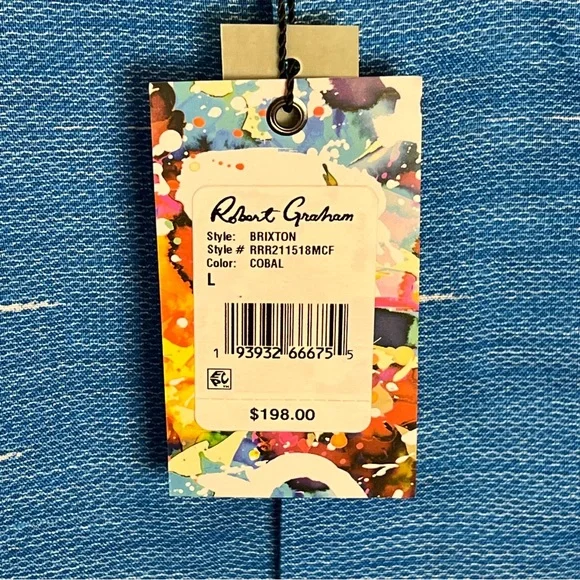 Robert Graham
Style: BRIXTON
Style # RRR211518MCF
Color: COBAL
L
1 93932 66675 5
$198.00